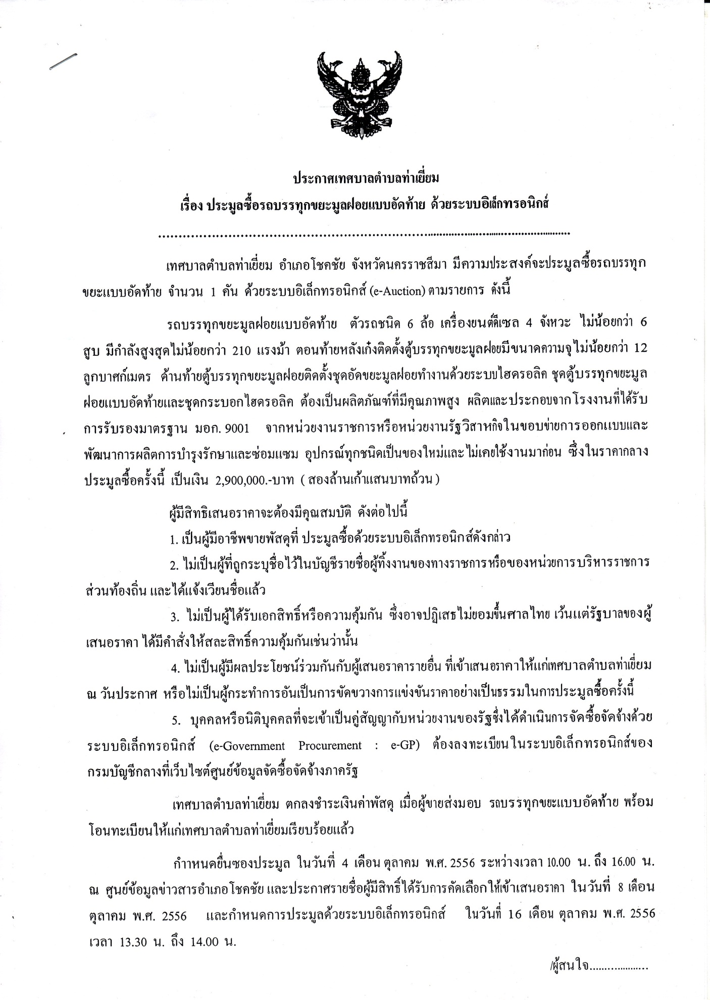 ประกาศเทศบาลตำบลท่าเยี่ยม
เรื่อง ประมูลซื้อรถบรรทุกขยะมูลฝอยแบบอัดท้าย ด้วยระบบอิเล็กทรอนิกส์
........................................................................................................................
เทศบาลตำบลท่าเยี่ยม อำเภอโชคชัย จังหวัดนครราชสีมา มีความประสงค์จะประมูลซื้อรถบรรทุก
ขยะแบบอัดท้าย จำนวน 1 คัน ด้วยระบบอิเล็กทรอนิกส์ (e-Auction) ตามรายการ ดังนี้
รถบรรทุกขยะมูลฝอยแบบอัดท้าย ตัวรถชนิด 6 ล้อ เครื่องยนต์ดีเซล 4 จังหวะ ไม่น้อยกว่า 6
สูบ มีกำลังสูงสุดไม่น้อยกว่า 210 แรงม้า ตอนท้ายหลังเก๋งติดตั้งตู้บรรทุกขยะมูลฝอยมีขนาดความจุไม่น้อยกว่า 12
ลูกบาศก์เมตร ด้านท้ายตู้บรรทุกขยะมูลฝอยติดตั้งชุดอัดขยะมูลฝอยทำงานด้วยระบบไฮดรอลิค ชุดตู้บรรทุกขยะมูล
ฝอยแบบอัดท้ายและชุดกระบอกไฮดรอลิค ต้องเป็นผลิตภัณฑ์ที่มีคุณภาพสูง ผลิตและประกอบจากโรงงานที่ได้รับ
การรับรองมาตรฐาน มอก. 9001 จากหน่วยงานราชการหรือหน่วยงานรัฐวิสาหกิจในขอบข่ายการออกแบบและ
พัฒนาการผลิตการบำรุงรักษาและซ่อมแซม อุปกรณ์ทุกชนิดเป็นของใหม่และไม่เคยใช้งานมาก่อน ซึ่งในราคากลาง
ประมูลซื้อครั้งนี้ เป็นเงิน 2,900,000.-บาท ( สองล้านเก้าแสนบาทถ้วน )
ผู้มีสิทธิเสนอราคาจะต้องมีคุณสมบัติ ดังต่อไปนี้
1. เป็นผู้มีอาชีพขายพัสดุที่ ประมูลซื้อด้วยระบบอิเล็กทรอนิกส์ดังกล่าว
2. ไม่เป็นผู้ที่ถูกระบุชื่อไว้ในบัญชีรายชื่อผู้ทิ้งงานของทางราชการหรือของหน่วยการบริหารราชการ
ส่วนท้องถิ่น และได้แจ้งเวียนชื่อแล้ว
3. ไม่เป็นผู้ได้รับเอกสิทธิ์หรือความคุ้มกัน ซึ่งอาจปฏิเสธไม่ยอมขึ้นศาลไทย เว้นแต่รัฐบาลของผู้
เสนอราคา ได้มีคำสั่งให้สละสิทธิ์ความคุ้มกันเช่นว่านั้น
4. ไม่เป็นผู้มีผลประโยชน์ร่วมกันกับผู้เสนอราคารายอื่น ที่เข้าเสนอราคาให้แก่เทศบาลตำบลท่าเยี่ยม
ณ วันประกาศ หรือไม่เป็นผู้กระทำการอันเป็นการขัดขวางการแข่งขันราคาอย่างเป็นธรรมในการประมูลซื้อครั้งนี้
5. บุคคลหรือนิติบุคคลที่จะเข้าเป็นคู่สัญญากับหน่วยงานของรัฐซึ่งได้ดำเนินการจัดซื้อจัดจ้างด้วย
ระบบอิเล็กทรอนิกส์ (e-Government Procurement : e-GP) ต้องลงทะเบียนในระบบอิเล็กทรอนิกส์ของ
กรมบัญชีกลางที่เว็บไซต์ศูนย์ข้อมูลจัดซื้อจัดจ้างภาครัฐ
เทศบาลตำบลท่าเยี่ยม ตกลงชำระเงินค่าพัสดุ เมื่อผู้ขายส่งมอบ รถบรรทุกขยะแบบอัดท้าย พร้อม
โอนทะเบียนให้แก่เทศบาลตำบลท่าเยี่ยมเรียบร้อยแล้ว
กำาหนดยื่นซองประมูล ในวันที่ 4 เดือน ตุลาคม พ.ศ. 2556 ระหว่างเวลา 10.00 น. ถึง 16.00 น.
ณ ศูนย์ข้อมูลข่าวสารอำเภอโชคชัย และประกาศรายชื่อผู้มีสิทธิ์ได้รับการคัดเลือกให้เข้าเสนอราคา ในวันที่ 8 เดือน
ตุลาคม พ.ศ. 2556 และกำหนดการประมูลด้วยระบบอิเล็กทรอนิกส์ ในวันที่ 16 เดือน ตุลาคม พ.ศ. 2556
เวลา 13.30 น. ถึง 14.00 น.
/ผู้สนใจ...................